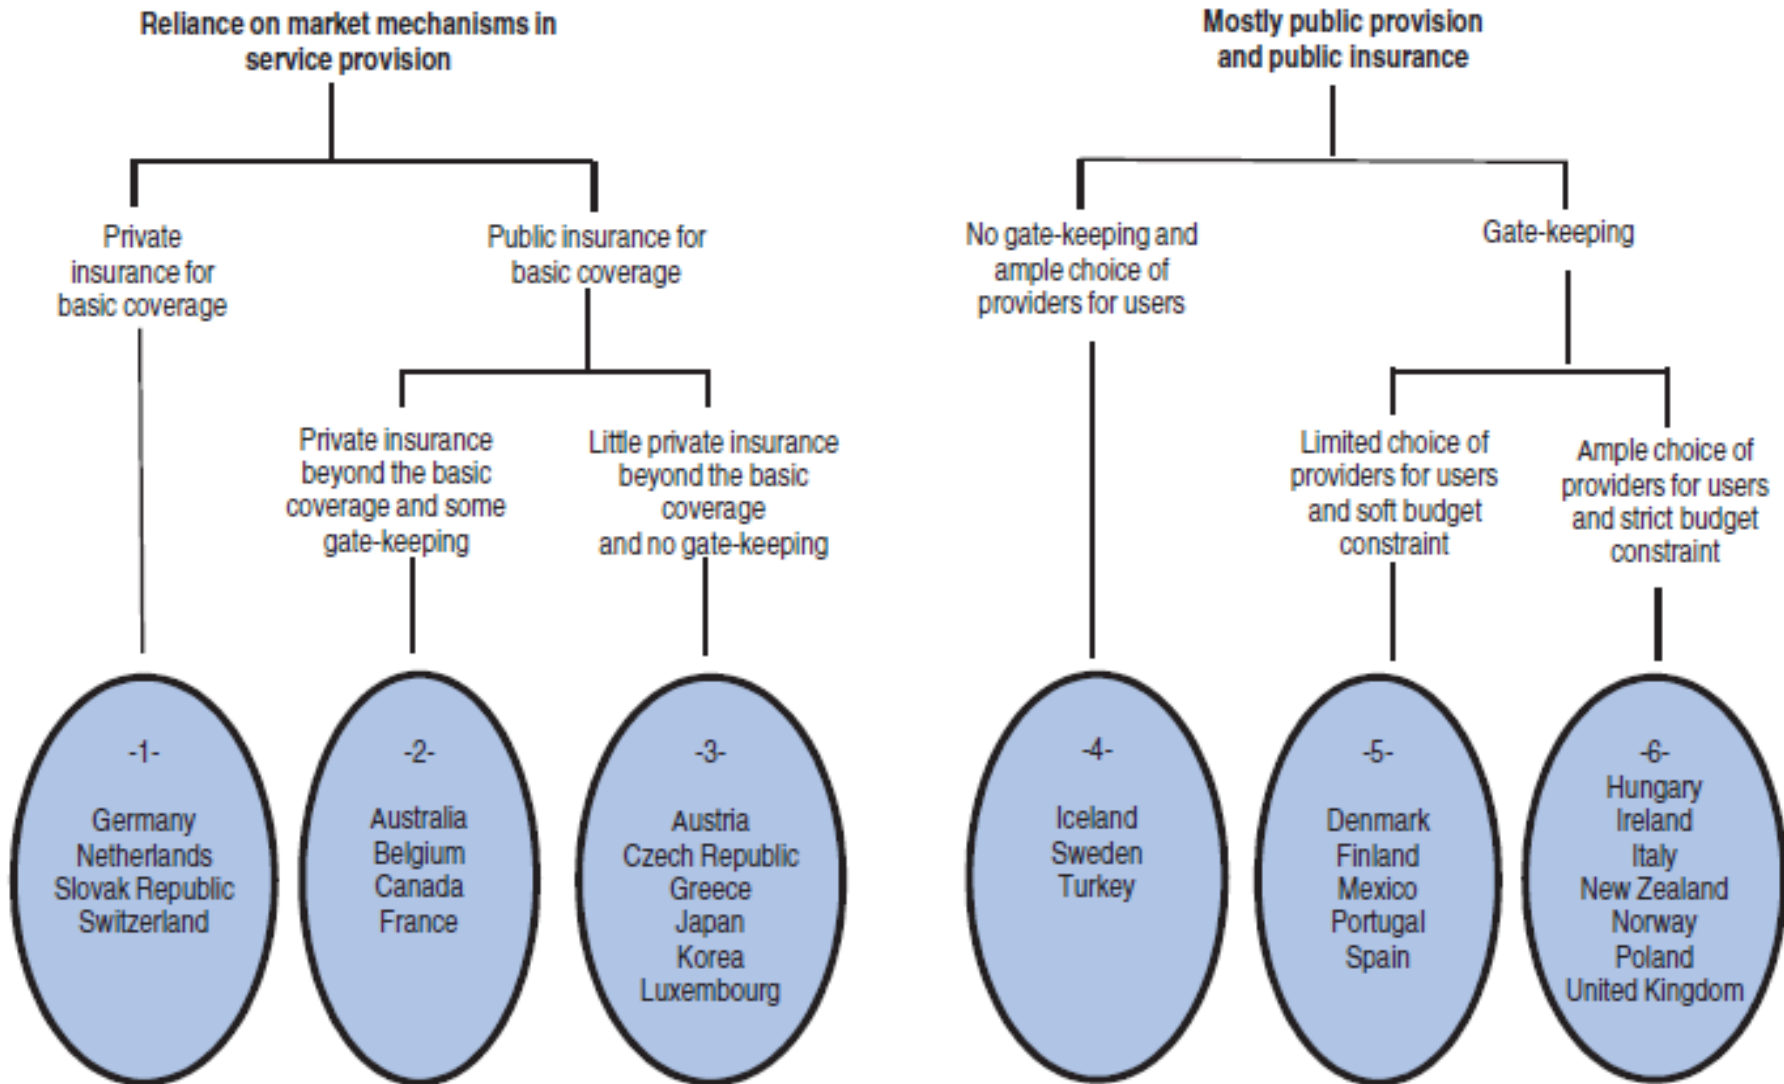 Reliance on market mechanisms in
service provision
Mostly public provision
and public insurance
Private
insurance for
basic coverage
Public insurance for
basic coverage
No gate-keeping and
ample choice of
providers for users
Gate-keeping
Private insurance
beyond the basic
coverage and some
gate-keeping
Little private insurance
beyond the basic
coverage
and no gate-keeping
Limited choice of
providers for users
and soft budget
constraint
Ample choice of
providers for users
and strict budget
constraint
-1-
Germany
Netherlands
Slovak Republic
Switzerland
-2-
Australia
Belgium
Canada
France
-3-
Austria
Czech Republic
Greece
Japan
Korea
Luxembourg
-4-
Iceland
Sweden
Turkey
-5-
Denmark
Finland
Mexico
Portugal
Spain
-6-
Hungary
Ireland
Italy
New Zealand
Norway
Poland
United Kingdom